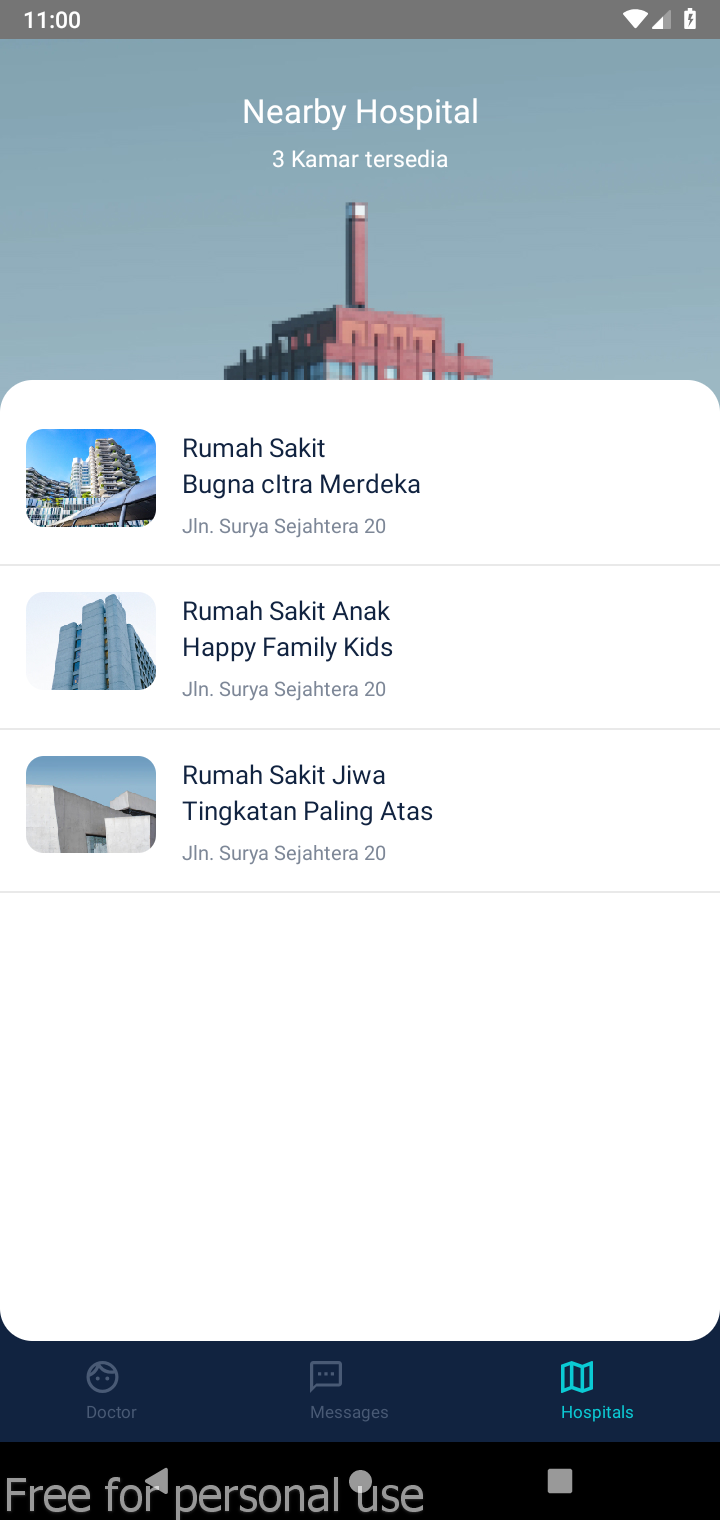 11:00
Nearby Hospital
3 Kamar tersedia
Rumah Sakit
Bugna cItra Merdeka
Jln. Surya Sejahtera 20
Rumah Sakit Anak
Happy Family Kids
Jln. Surya Sejahtera 20
Rumah Sakit Jiwa
Tingkatan Paling Atas
Jln. Surya Sejahtera 20
Doctor
Messages
Hospitals
Free for personal use